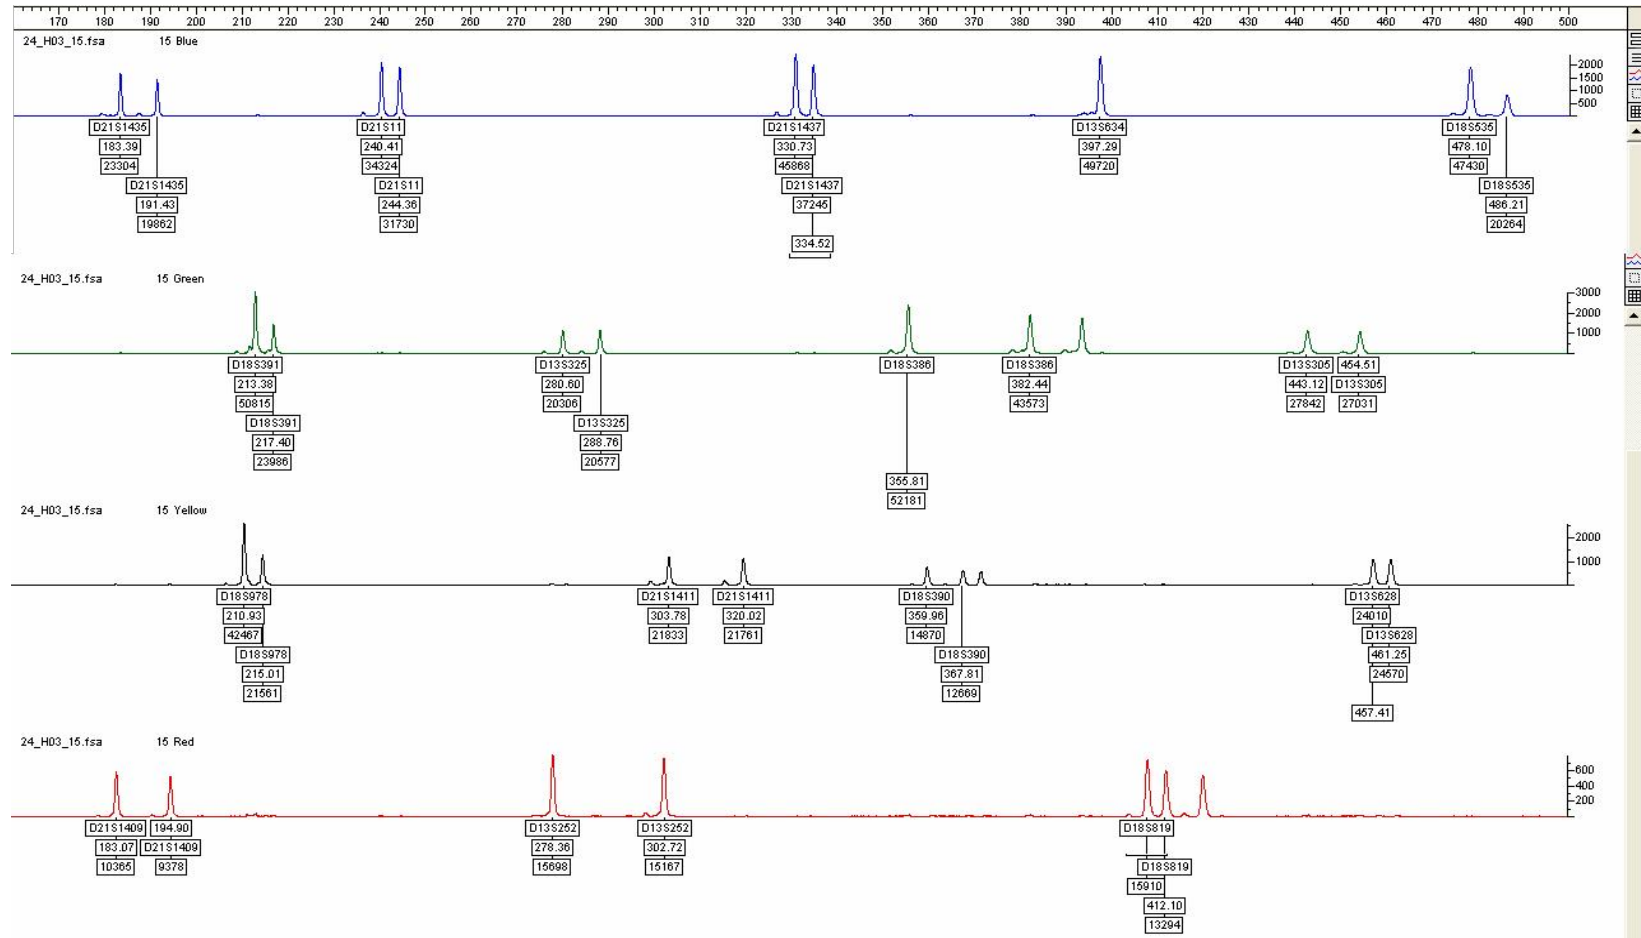 170 180 190 200 210 220 230 240 250 260 270 280 290 300 310 320 330 340 350 360 370 380 390 400 410 420 430 440 450 460 470 480 490 500
24_H03_15.fsa 15 Blue
2000
1500
1000
500
D21S1435 D21S11 D21S1437 D13S634 D18S535
183.39 240.41 330.73 397.29 478.10
23304 34324 45868 49720 47430
D21S1435 D21S11 D21S1437 D18S535
191.43 244.36 37245 486.21
19862 31730 20264
334.52
24_H03_15.fsa 15 Green
3000
2000
1000
D18S391 D13S325 D18S386 D18S386 D13S305 454.51
213.38 280.60 382.44 443.12 D13S305
50815 20306 43573 27842 27031
D18S391 D13S325
217.40 288.76
23986 20577
355.81
52181
24_H03_15.fsa 15 Yellow
2000
1000
D18S978 D21S1411 D21S1411 D18S390 D13S628
210.93 303.78 320.02 359.96 24010
42467 21833 21761 14870 D13S628
D18S978 D18S390 461.25
215.01 367.81 24570
21561 12669
457.41
24_H03_15.fsa 15 Red
600
400
200
D21S1409 194.90 D13S252 D13S252 D18S819
183.07 D21S1409 278.36 302.72
10365 9378 15698 15167 D18S819
15910
412.10
13294